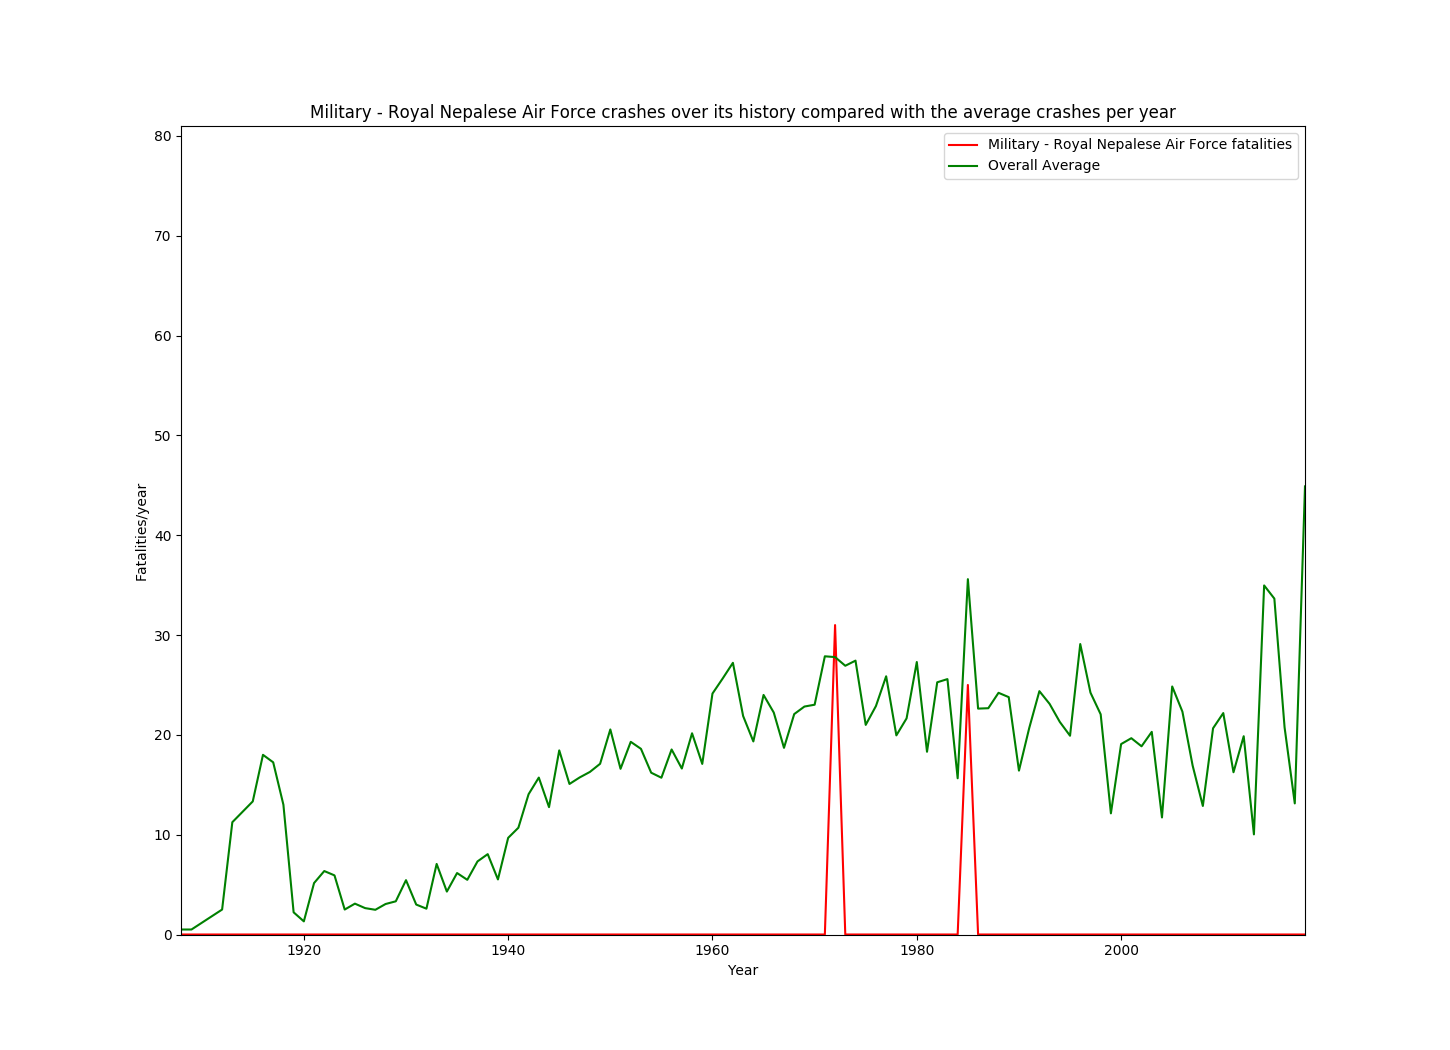 Military - Royal Nepalese Air Force crashes over its history compared with the average crashes per year
Military - Royal Nepalese Air Force fatalities
Overall Average
80
70
60
50
40
30
20
10
0
Fatalities/year
1920 1940 1960 1980 2000
Year